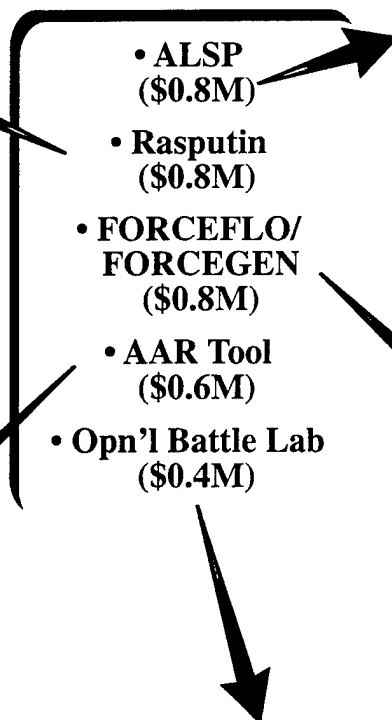 • ALSP
($0.8M)
• Rasputin
($0.8M)
• FORCEFLO/
FORCEGEN
($0.8M)
• AAR Tool
($0.6M)
• Opn'l Battle Lab
($0.4M)